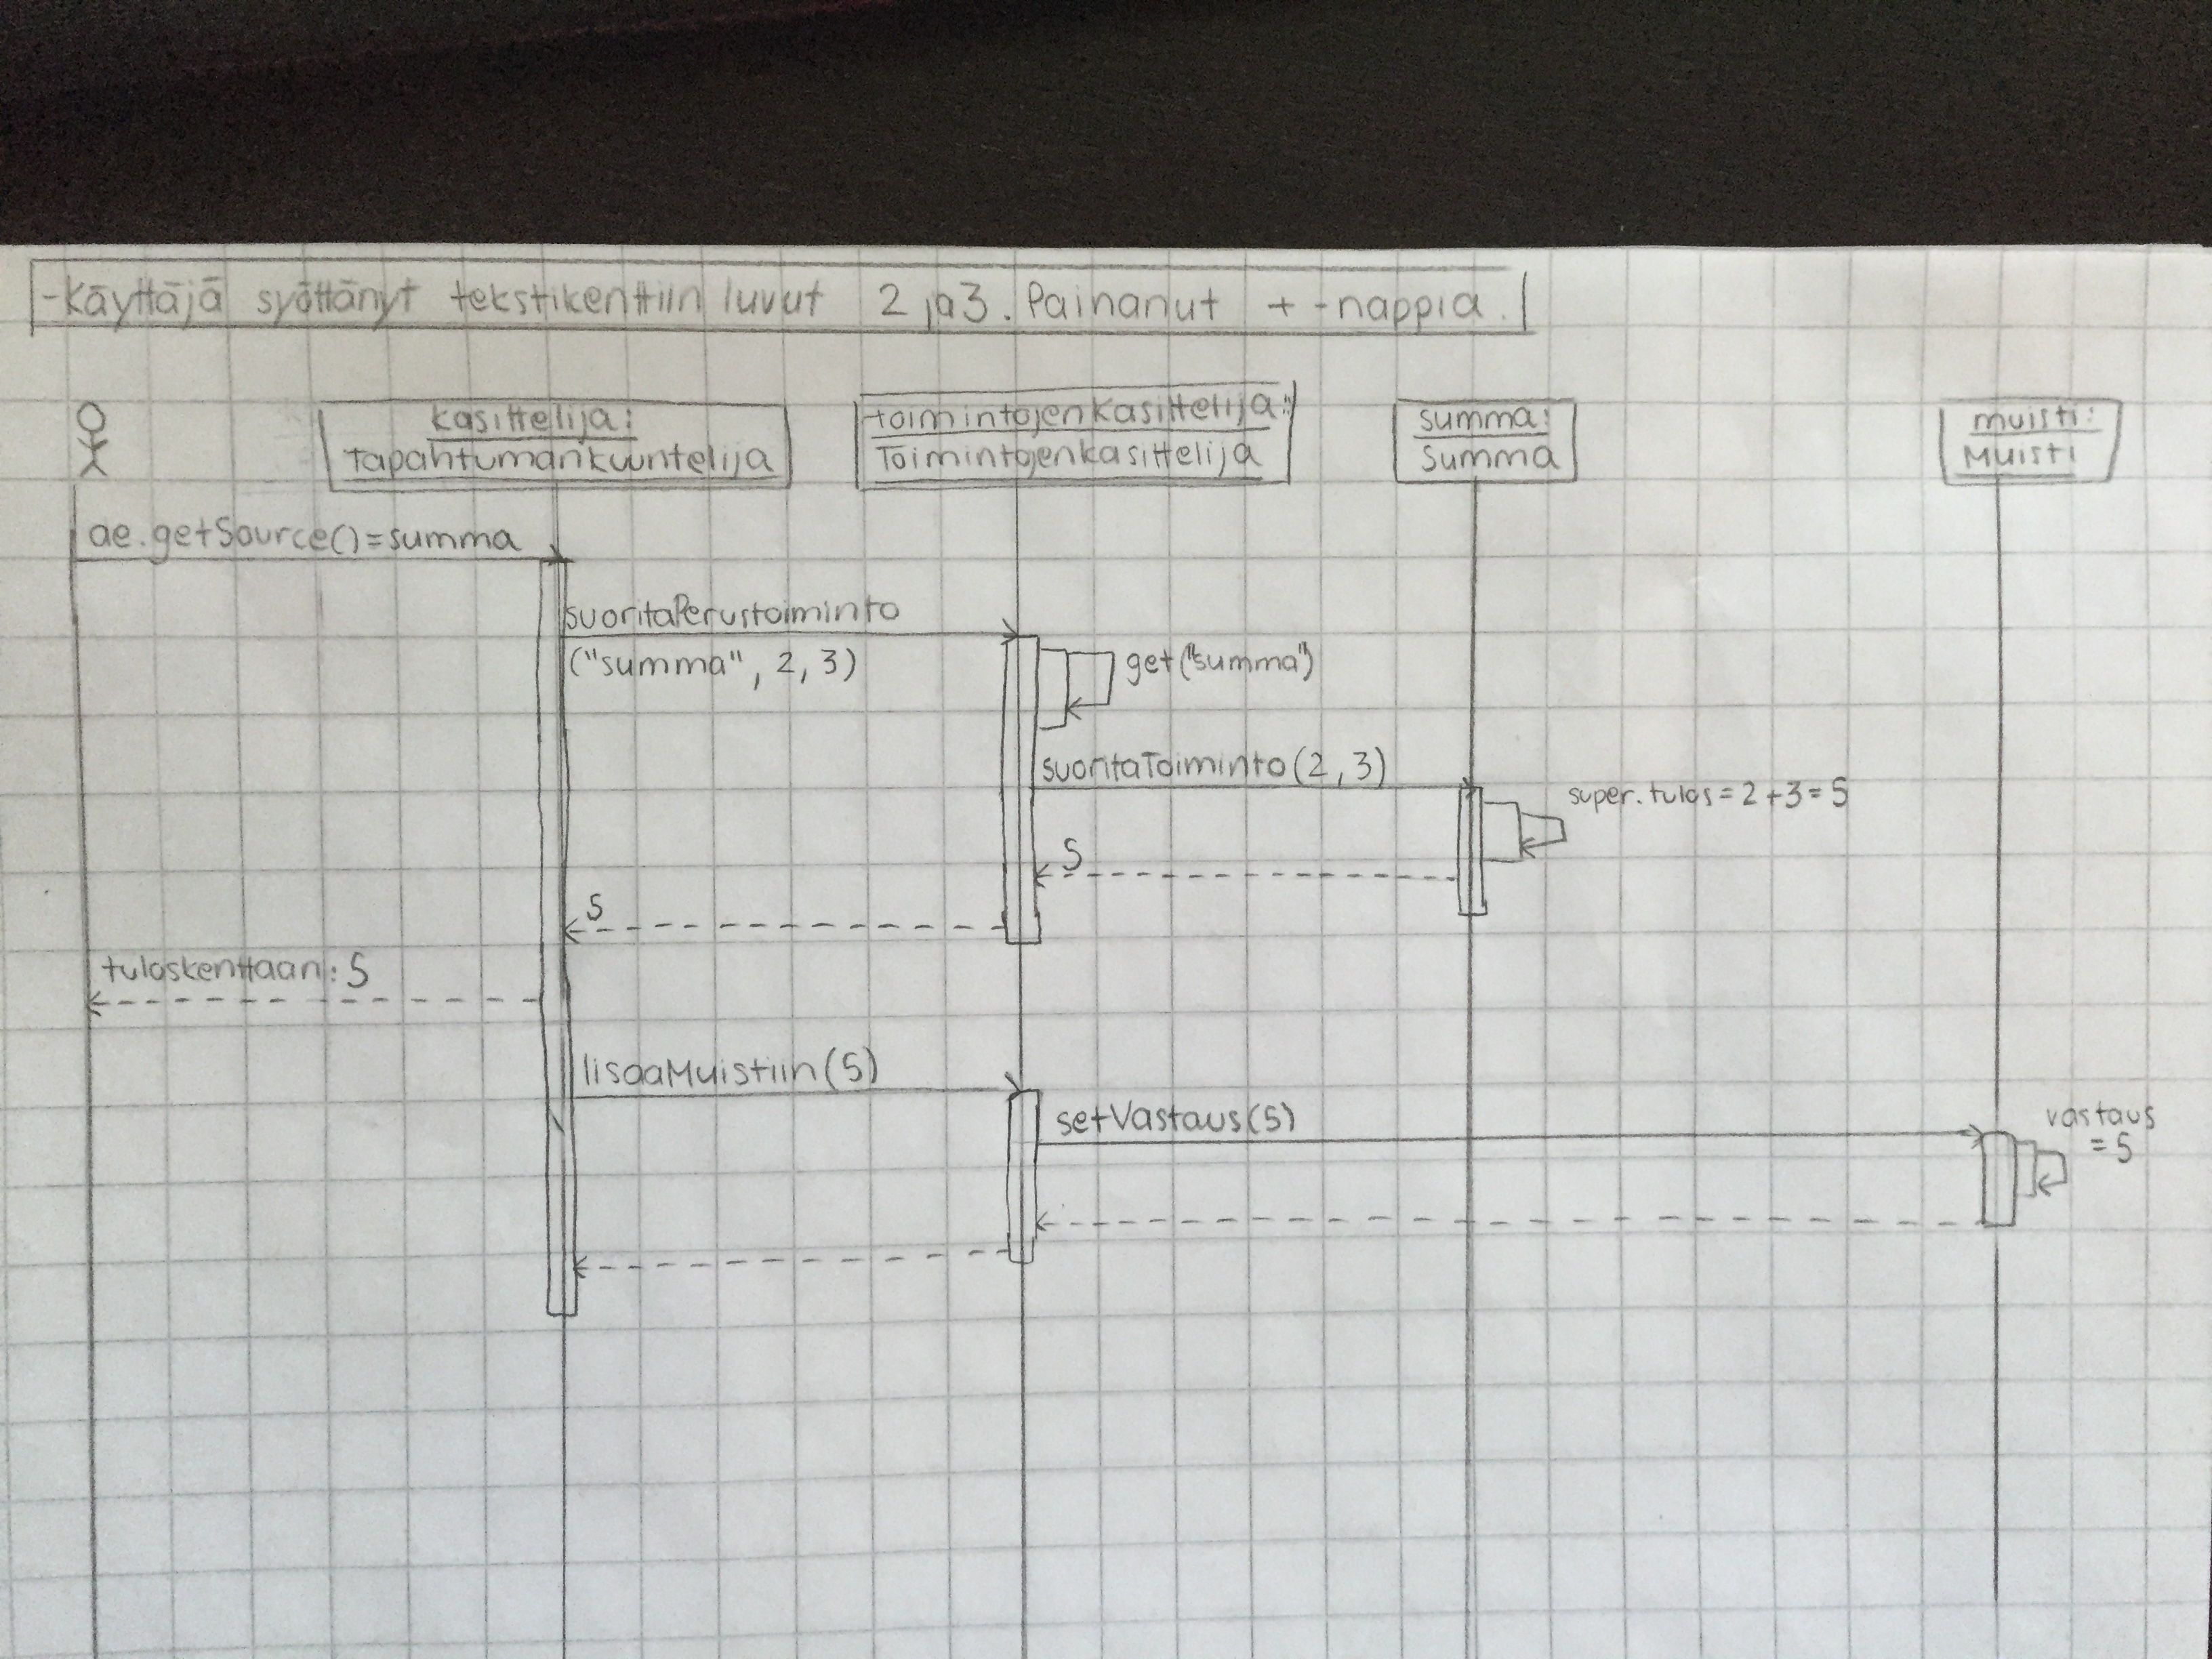 -Käyttäjä syöttänyt tekstikenttiin luvut 2 ja 3. Painanut + -nappia.
kasittelija:
tapahtumankuuntelija
toimintojenkasittelija:
Toimintojenkasittelija
summa:
Summa
muisti:
Muisti
ae.getSource()=summa
suoritaPerustoiminto
("summa", 2, 3)
get("summa")
suoritaToiminto(2, 3)
super.tulos=2+3=5
5
5
tuloskenttaan: 5
lisaaMuistiin(5)
setVastaus(5)
vastaus
=5